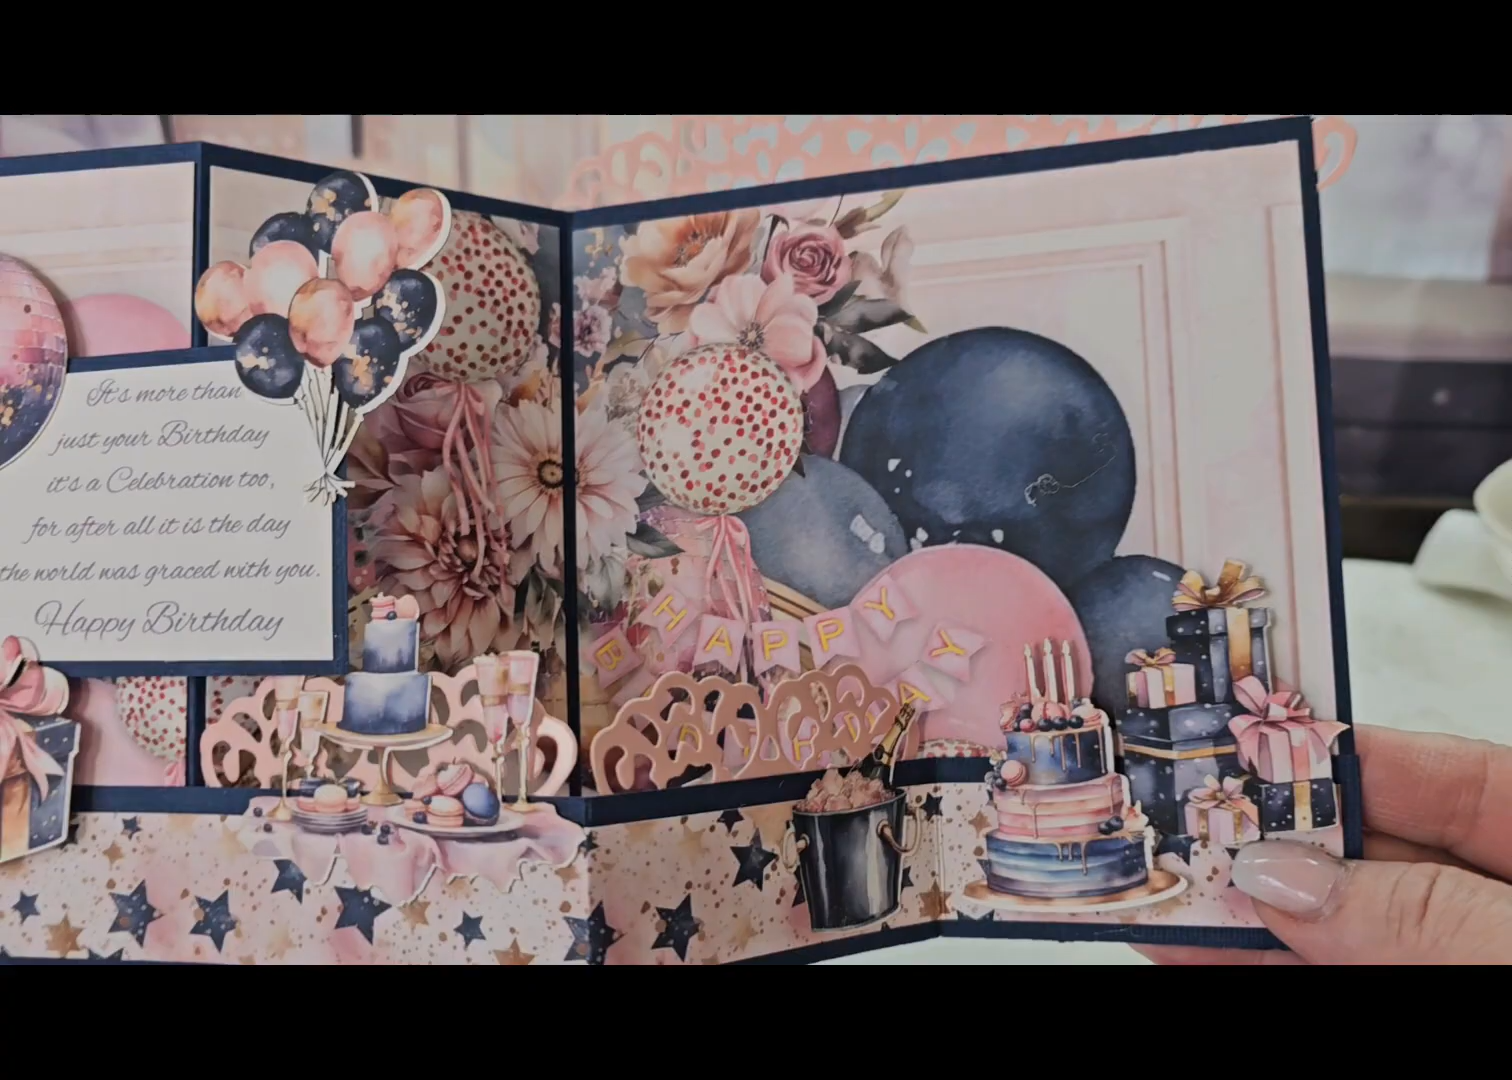 It's more than
just your Birthday
it's a Celebration too,
for after all it is the day
the world was graced with you.
Happy Birthday
HAPPY